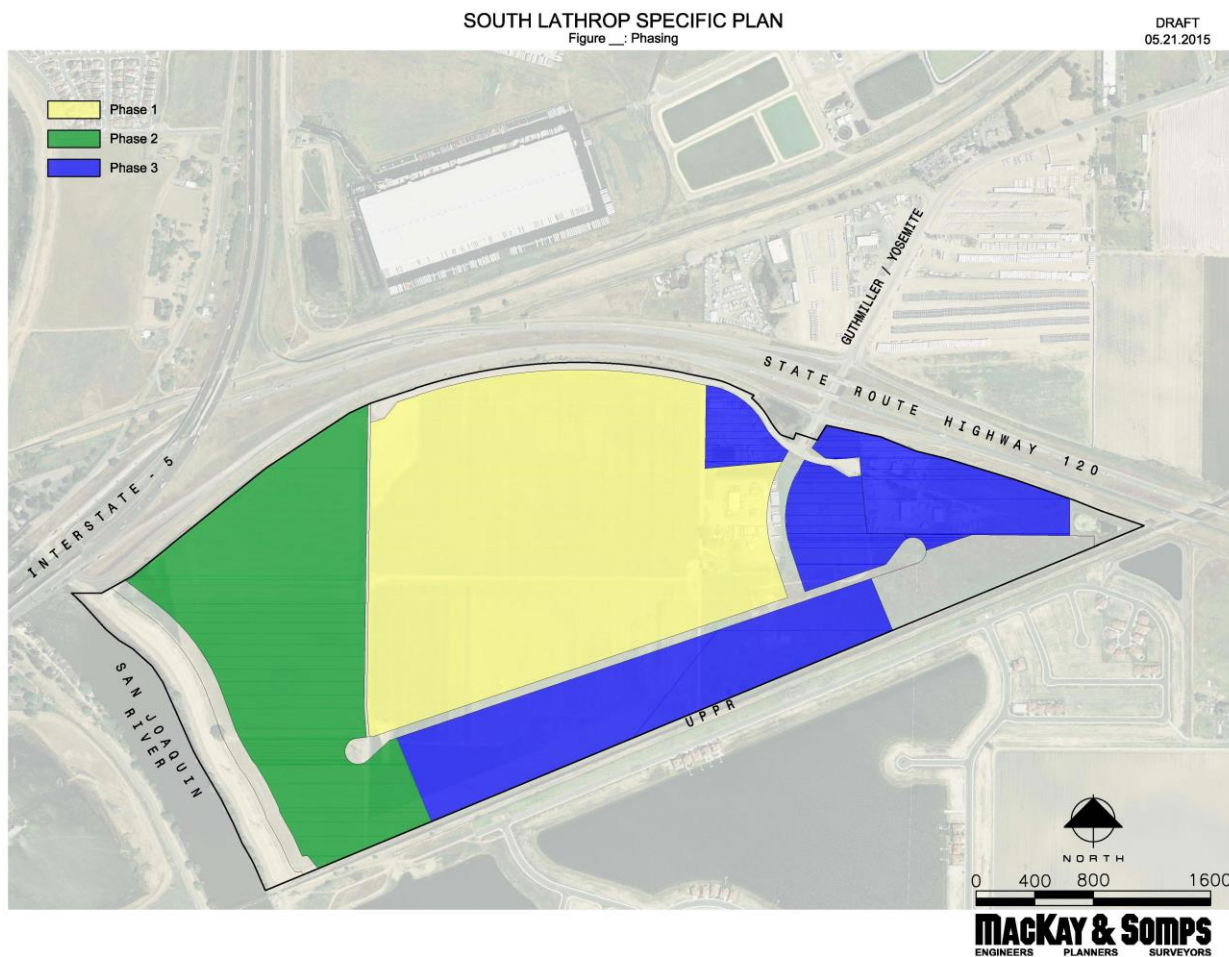 SOUTH LATHROP SPECIFIC PLAN
Figure __: Phasing
DRAFT
05.21.2015
Phase 1
Phase 2
Phase 3
GUTHMILLER / YOSEMITE
STATE ROUTE HIGHWAY 120
INTERSTATE - 5
SAN JOAQUIN
RIVER
UPPR
NORTH
0 400 800 1600
MACKAY & SOMPS
ENGINEERS PLANNERS SURVEYORS